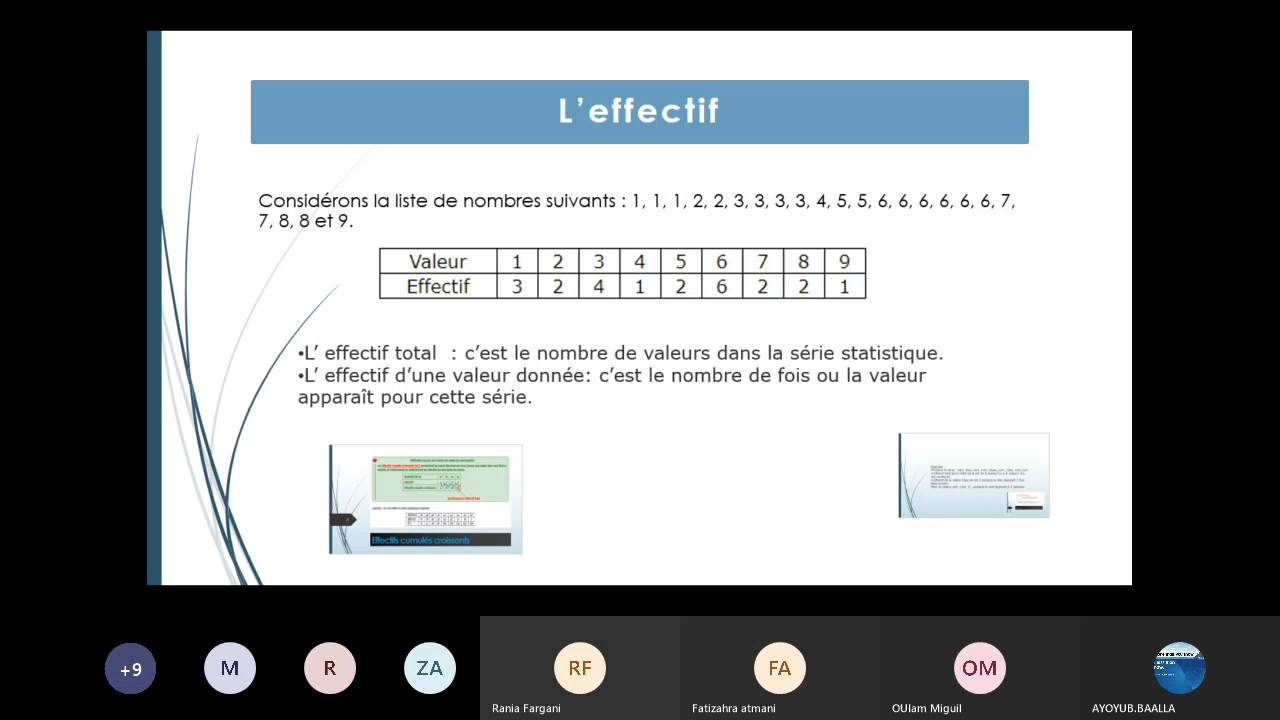 L’effectif
Considérons la liste de nombres suivants : 1, 1, 1, 2, 2, 3, 3, 3, 3, 4, 5, 5, 6, 6, 6, 6, 6, 6, 7,
7, 8, 8 et 9.
Valeur 1 2 3 4 5 6 7 8 9
Effectif 3 2 4 1 2 6 2 2 1
•L’ effectif total : c’est le nombre de valeurs dans la série statistique.
•L’ effectif d’une valeur donnée: c’est le nombre de fois ou la valeur
apparaît pour cette série.
Effectifs cumulés croissants
+9
M
R
ZA
RF
FA
OM
Rania Fargani
Fatizahra atmani
OUlam Miguil
AYOYUB.BAALLA